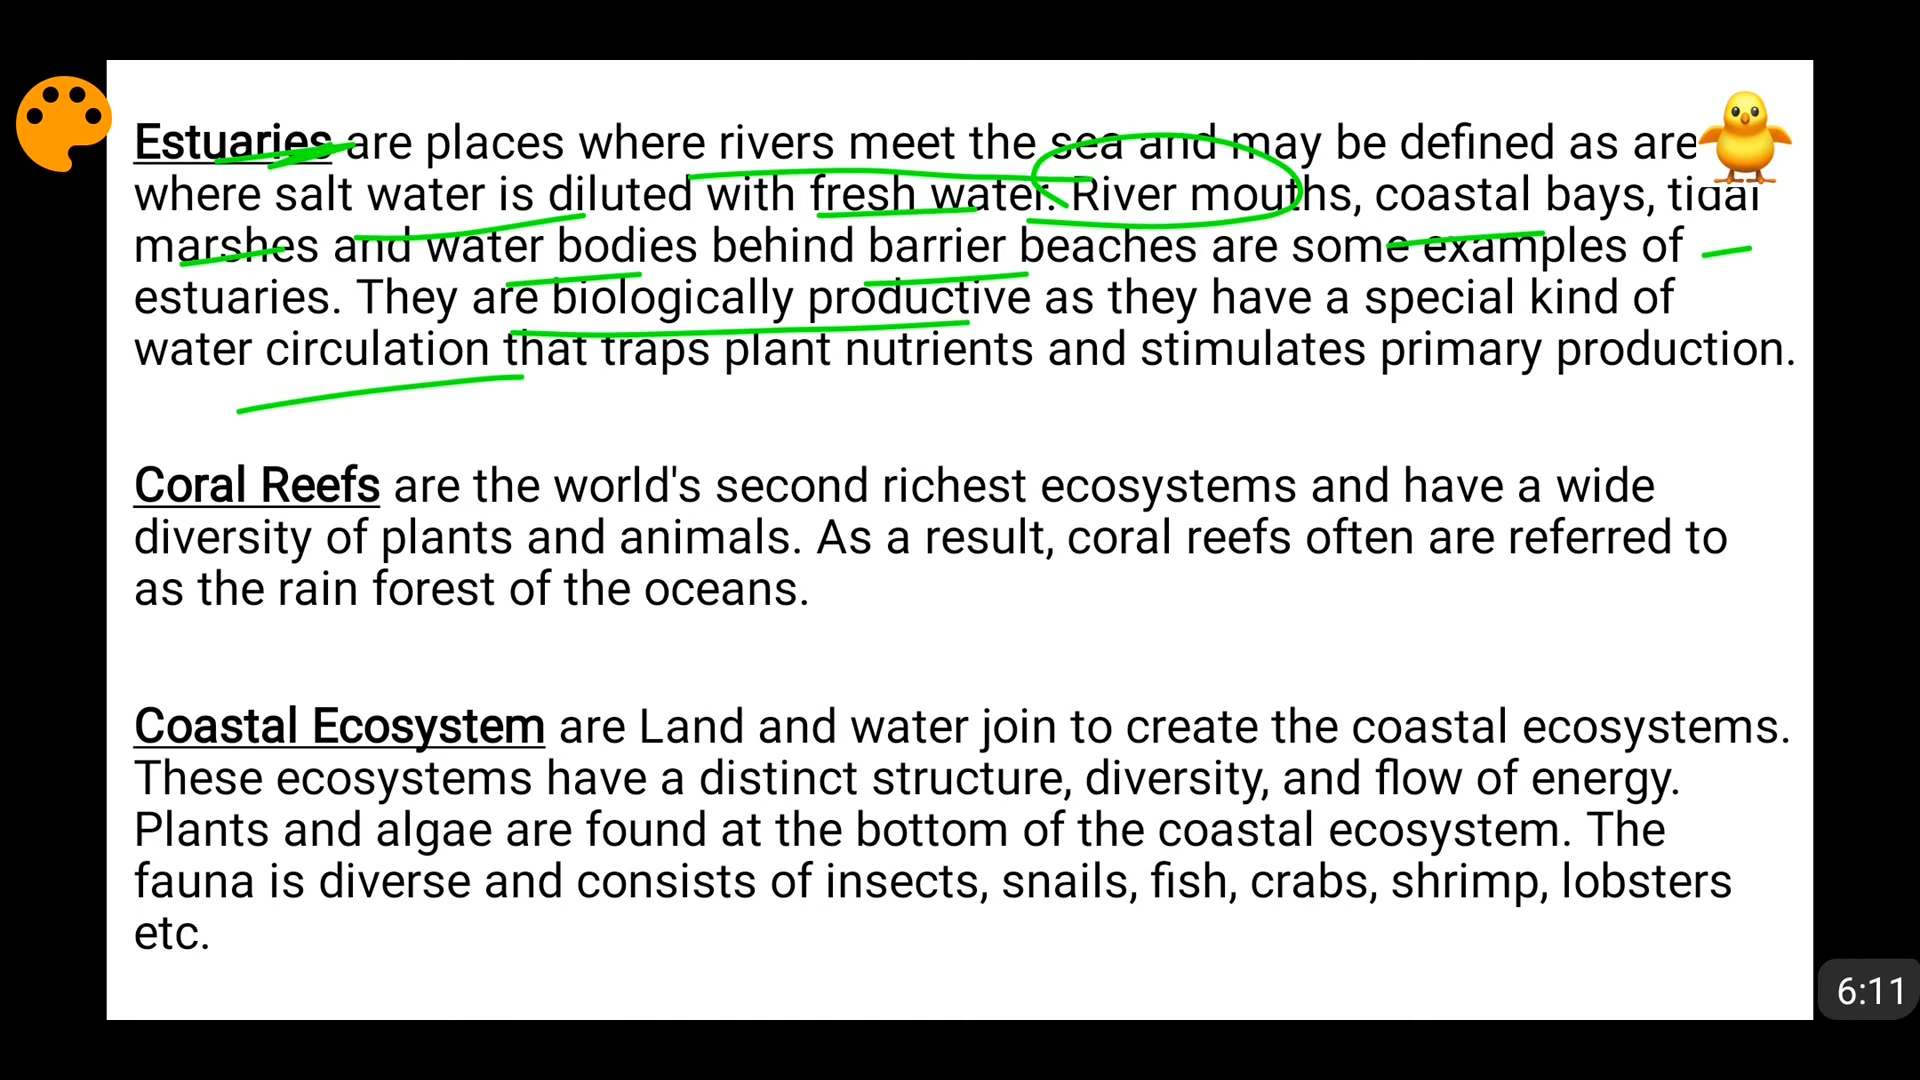 Estuaries are places where rivers meet the sea and may be defined as are
where salt water is diluted with fresh water. River mouths, coastal bays, tidal
marshes and water bodies behind barrier beaches are some examples of
estuaries. They are biologically productive as they have a special kind of
water circulation that traps plant nutrients and stimulates primary production.
Coral Reefs are the world's second richest ecosystems and have a wide
diversity of plants and animals. As a result, coral reefs often are referred to
as the rain forest of the oceans.
Coastal Ecosystem are Land and water join to create the coastal ecosystems.
These ecosystems have a distinct structure, diversity, and flow of energy.
Plants and algae are found at the bottom of the coastal ecosystem. The
fauna is diverse and consists of insects, snails, fish, crabs, shrimp, lobsters
etc.
6:11